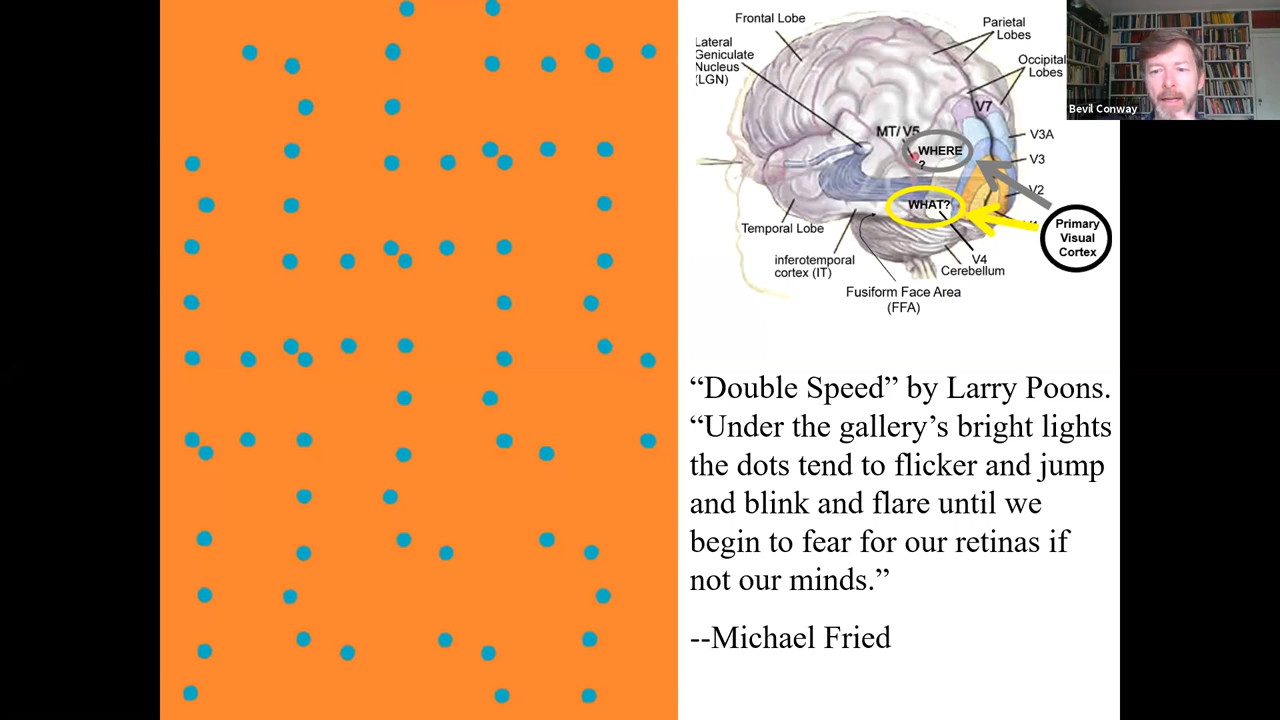 Frontal Lobe
Parietal
Lobes
Lateral
Geniculate
Nucleus
(LGN)
Occipital
Lobes
Bevil Conway
V7
MT/V5
V3A
WHERE
?
V3
V2
WHAT?
Primary
Visual
Cortex
Temporal Lobe
inferotemporal
cortex (IT)
V4
Cerebellum
Fusiform Face Area
(FFA)
“Double Speed” by Larry Poons.
“Under the gallery’s bright lights
the dots tend to flicker and jump
and blink and flare until we
begin to fear for our retinas if
not our minds.”
--Michael Fried